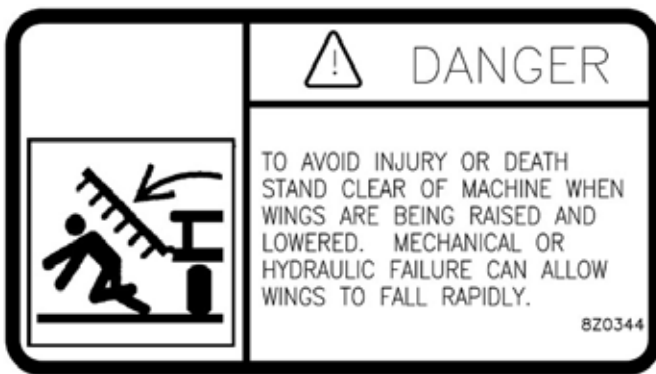 DANGER
TO AVOID INJURY OR DEATH
STAND CLEAR OF MACHINE WHEN
WINGS ARE BEING RAISED AND
LOWERED. MECHANICAL OR
HYDRAULIC FAILURE CAN ALLOW
WINGS TO FALL RAPIDLY.
8Z0344